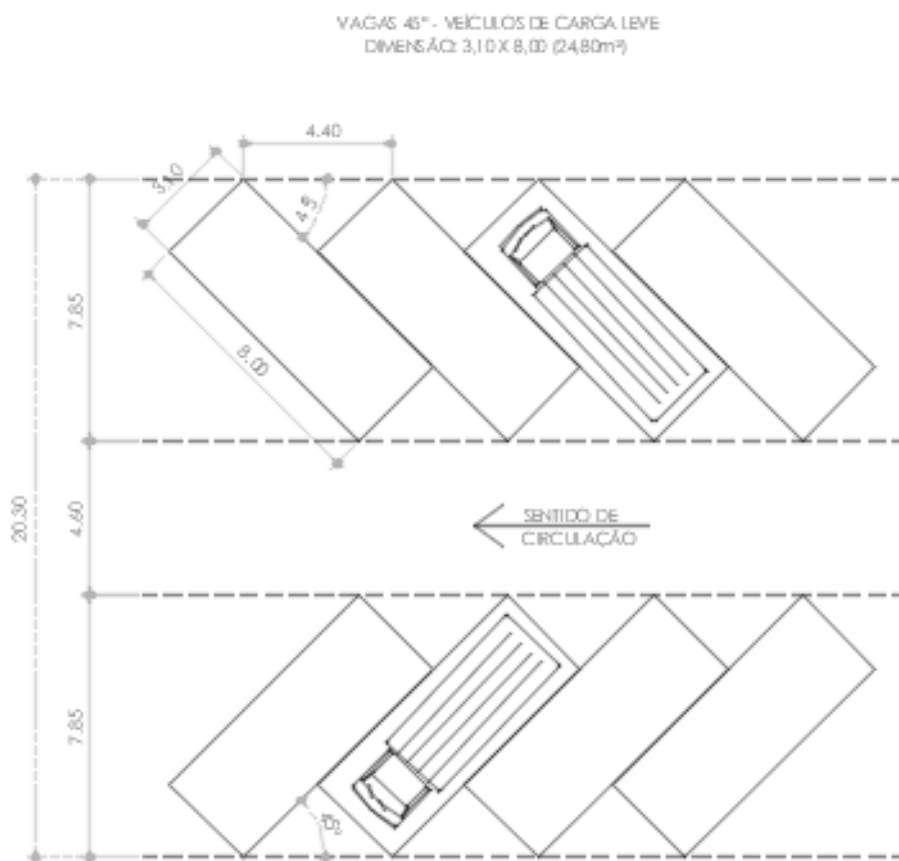 VAGAS 45° - VEÍCULOS DE CARGA LEVE
DIMENSÃO: 3,10 X 8,00 (24,80m²)
4.40
3.10
45°
7.85
8.00
20.30
4.60
SENTIDO DE
CIRCULAÇÃO
7.85
45°